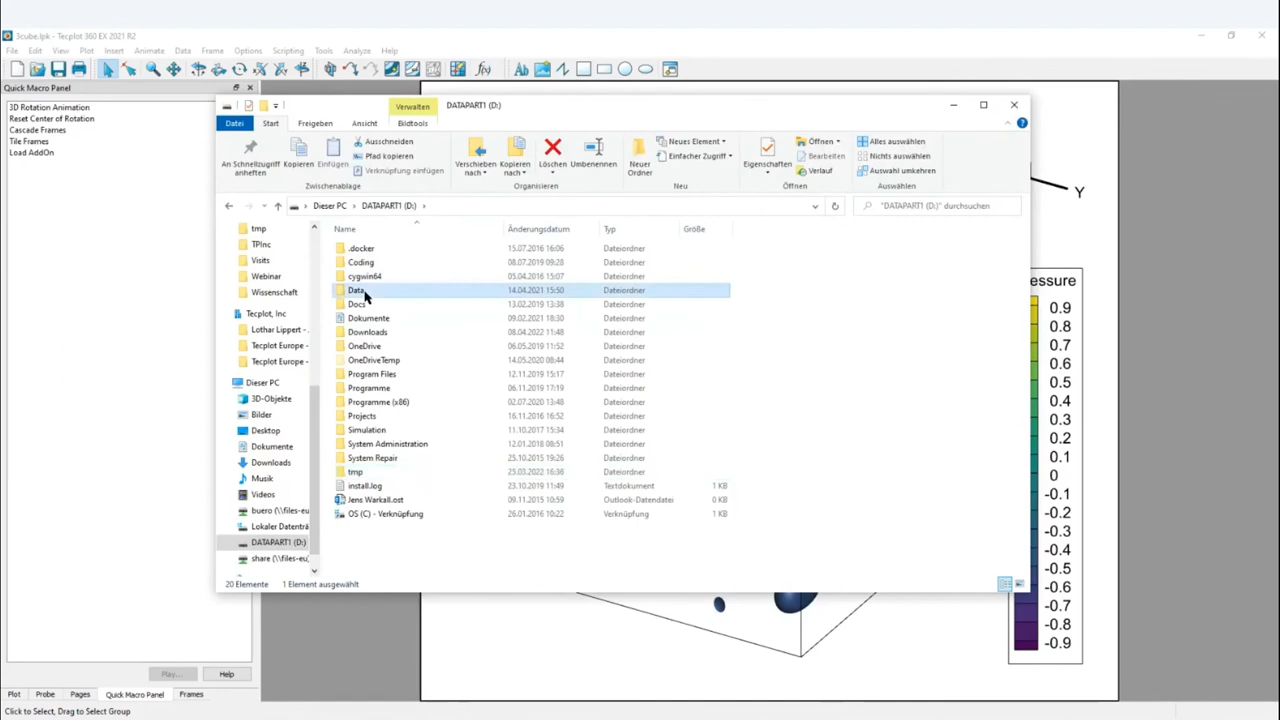 3cube.lpk - Tecplot 360 EX 2021 R2
File Edit View Plot Insert Animate Data Frame Options Scripting Tools Analyze Help
Quick Macro Panel
3D Rotation Animation
Reset Center of Rotation
Cascade Frames
Tile Frames
Load AddOn
Verwalten
DATAPART1 (D:)
Datei Start Freigeben Ansicht Bildtools
An Schnellzugriff anheften
Kopieren
Einfügen
Ausschneiden
Pfad kopieren
Verknüpfung einfügen
Zwischenablage
Verschieben nach
Kopieren nach
Löschen
Umbenennen
Organisieren
Neuer Ordner
Neues Element
Einfacher Zugriff
Neu
Eigenschaften
Öffnen
Bearbeiten
Verlauf
Öffnen
Alles auswählen
Nichts auswählen
Auswahl umkehren
Auswählen
Dieser PC > DATAPART1 (D:) >
"DATAPART1 (D:)" durchsuchen
tmp
TPInc
Visits
Webinar
Wissenschaft
Tecplot, Inc
Lothar Lippert -
Tecplot Europe -
Tecplot Europe -
Dieser PC
3D-Objekte
Bilder
Desktop
Dokumente
Downloads
Musik
Videos
buero (\\files-eu
Lokaler Datenträ
DATAPART1 (D:)
share (\\files-eu
Name Änderungsdatum Typ Größe
.docker 15.07.2016 16:06 Dateiordner
Coding 08.07.2019 09:28 Dateiordner
cygwin64 05.04.2016 15:07 Dateiordner
Data 14.04.2021 15:50 Dateiordner
Docs 13.02.2019 13:38 Dateiordner
Dokumente 09.02.2021 18:30 Dateiordner
Downloads 08.04.2022 11:48 Dateiordner
OneDrive 06.05.2019 11:52 Dateiordner
OneDriveTemp 14.05.2020 08:44 Dateiordner
Program Files 12.11.2019 15:17 Dateiordner
Programme 06.11.2019 17:19 Dateiordner
Programme (x86) 02.07.2020 13:48 Dateiordner
Projects 16.11.2016 16:52 Dateiordner
Simulation 11.10.2017 15:34 Dateiordner
System Administration 12.01.2018 08:51 Dateiordner
System Repair 25.10.2015 19:26 Dateiordner
tmp 25.03.2022 16:38 Dateiordner
install.log 23.10.2019 11:49 Textdokument 1 KB
Jens Warkall.ost 09.11.2015 10:59 Outlook-Datendatei 0 KB
OS (C) - Verknüpfung 26.01.2016 10:22 Verknüpfung 1 KB
20 Elemente 1 Element ausgewählt
Y
essure
0.9
0.8
0.7
0.6
0.5
0.4
0.3
0.2
0.1
0
-0.1
-0.2
-0.3
-0.4
-0.5
-0.6
-0.7
-0.8
-0.9
Play...
Help
Plot Probe Pages Quick Macro Panel Frames
Click to Select, Drag to Select Group